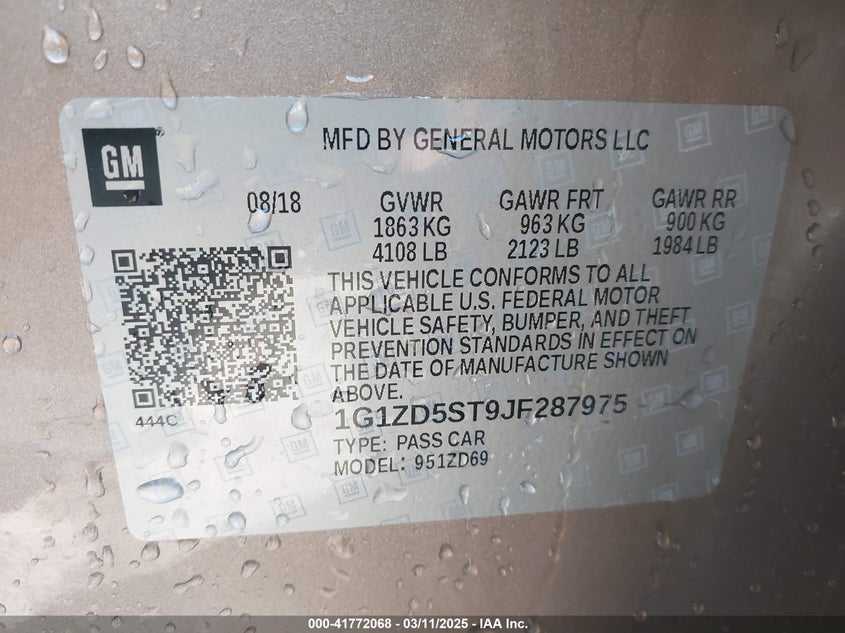 GM
MFD BY GENERAL MOTORS LLC
08/18 GVWR GAWR FRT GAWR RR
1863 KG 963 KG 900 KG
4108 LB 2123 LB 1984 LB
THIS VEHICLE CONFORMS TO ALL
APPLICABLE U.S. FEDERAL MOTOR
VEHICLE SAFETY, BUMPER, AND THEFT
PREVENTION STANDARDS IN EFFECT ON
THE DATE OF MANUFACTURE SHOWN
ABOVE.
444C
1G1ZD5ST9JF287975
TYPE: PASS CAR
MODEL: 951ZD69
000-41772068 - 03/11/2025 - IAA Inc.